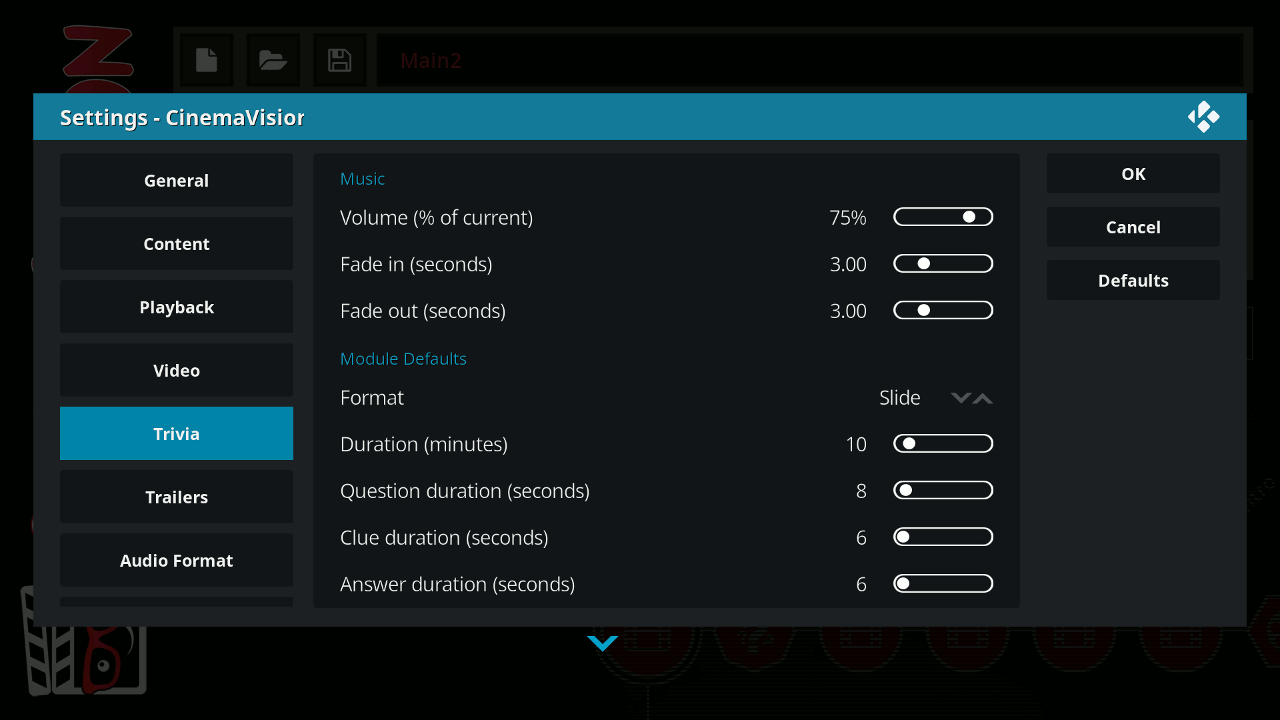 Main2
Settings - CinemaVision
General
Content
Playback
Video
Trivia
Trailers
Audio Format
Music
Volume (% of current) 75%
Fade in (seconds) 3.00
Fade out (seconds) 3.00
Module Defaults
Format Slide
Duration (minutes) 10
Question duration (seconds) 8
Clue duration (seconds) 6
Answer duration (seconds) 6
OK
Cancel
Defaults